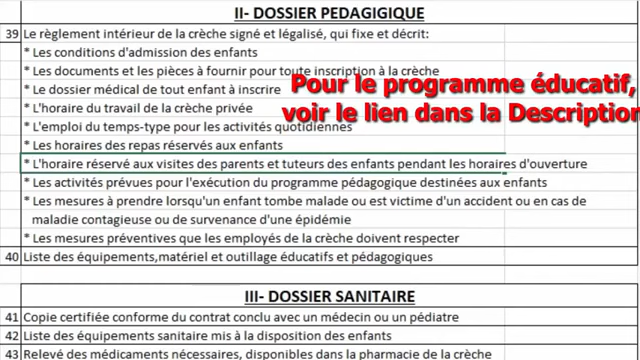 II- DOSSIER PEDAGIGIQUE
39 Le règlement intérieur de la crèche signé et légalisé, qui fixe et décrit:
* Les conditions d'admission des enfants
* Les documents et les pièces à fournir pour toute inscription à la crèche
* Le dossier médical de tout enfant à inscrire
* L'horaire du travail de la crèche privée
* L'emploi du temps-type pour les activités quotidiennes
* Les horaires des repas réservés aux enfants
* L'horaire réservé aux visites des parents et tuteurs des enfants pendant les horaires d'ouverture
* Les activités prévues pour l'exécution du programme pédagogique destinées aux enfants
* Les mesures à prendre lorsqu'un enfant tombe malade ou est victime d'un accident ou en cas de
maladie contagieuse ou de survenance d'une épidémie
* Les mesures préventives que les employés de la crèche doivent respecter
40 Liste des équipements,matériel et outillage éducatifs et pédagogiques
Pour le programme éducatif,
voir le lien dans la Description
III- DOSSIER SANITAIRE
41 Copie certifiée conforme du contrat conclu avec un médecin ou un pédiatre
42 Liste des équipements sanitaire mis à la disposition des enfants
43 Relevé des médicaments nécessaires, disponibles dans la pharmacie de la crèche